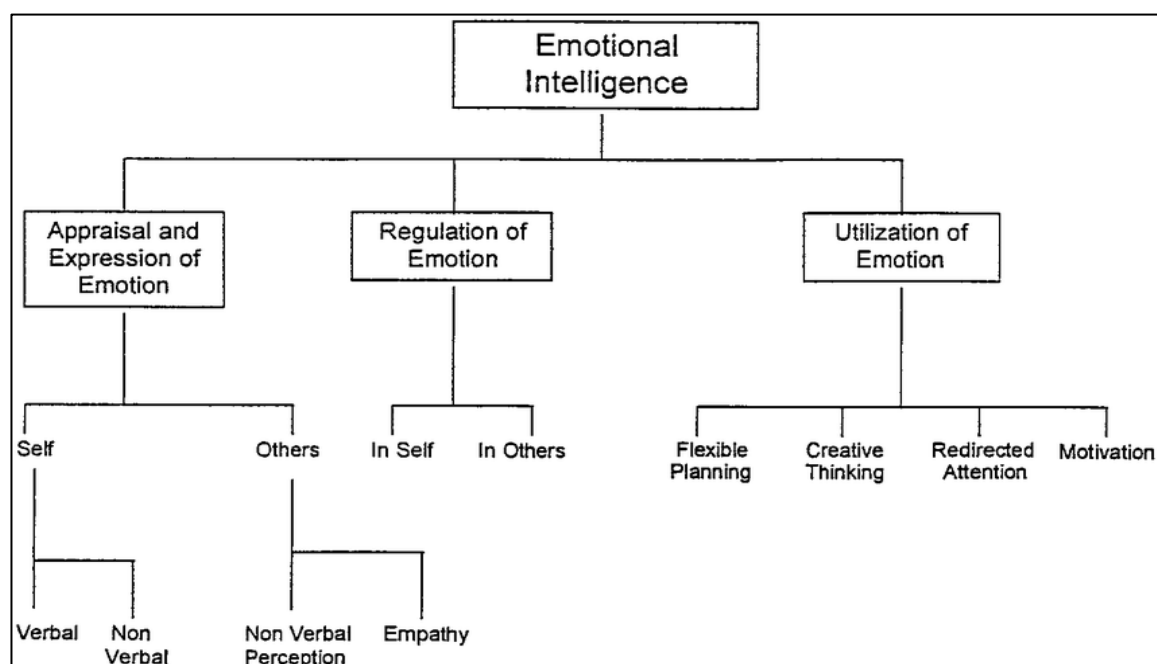 Emotional
Intelligence
Appraisal and
Expression of
Emotion
Regulation of
Emotion
Utilization of
Emotion
Self
Others
In Self
In Others
Flexible
Planning
Creative
Thinking
Redirected
Attention
Motivation
Verbal
Non
Verbal
Non Verbal
Perception
Empathy